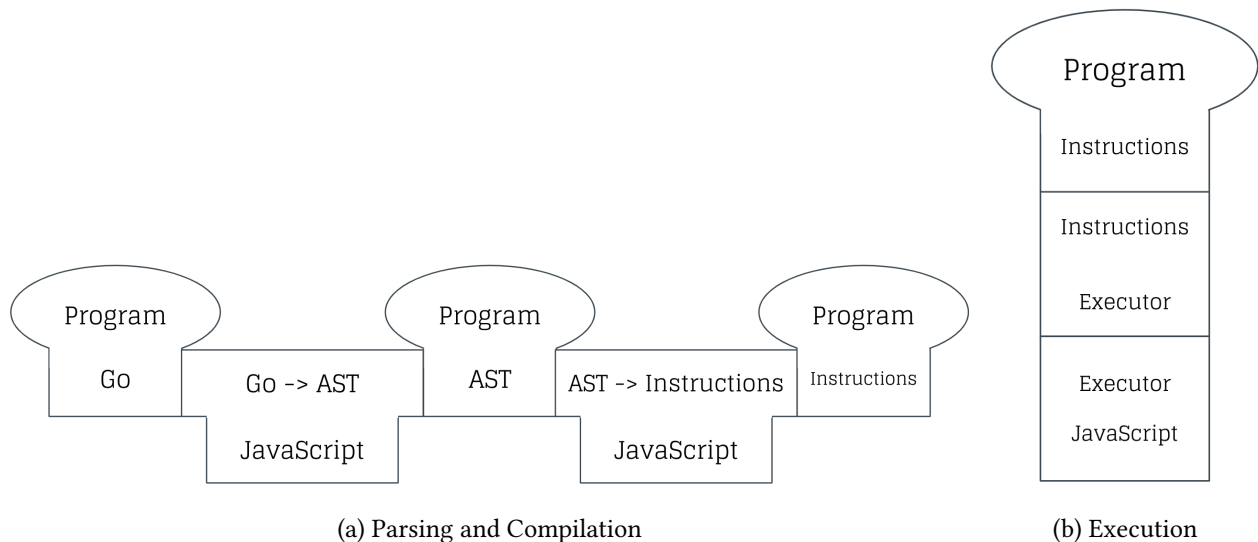 Program
Go
Go -> AST
JavaScript
Program
AST
AST -> Instructions
JavaScript
Program
Instructions
(a) Parsing and Compilation
Program
Instructions
Instructions
Executor
Executor
JavaScript
(b) Execution